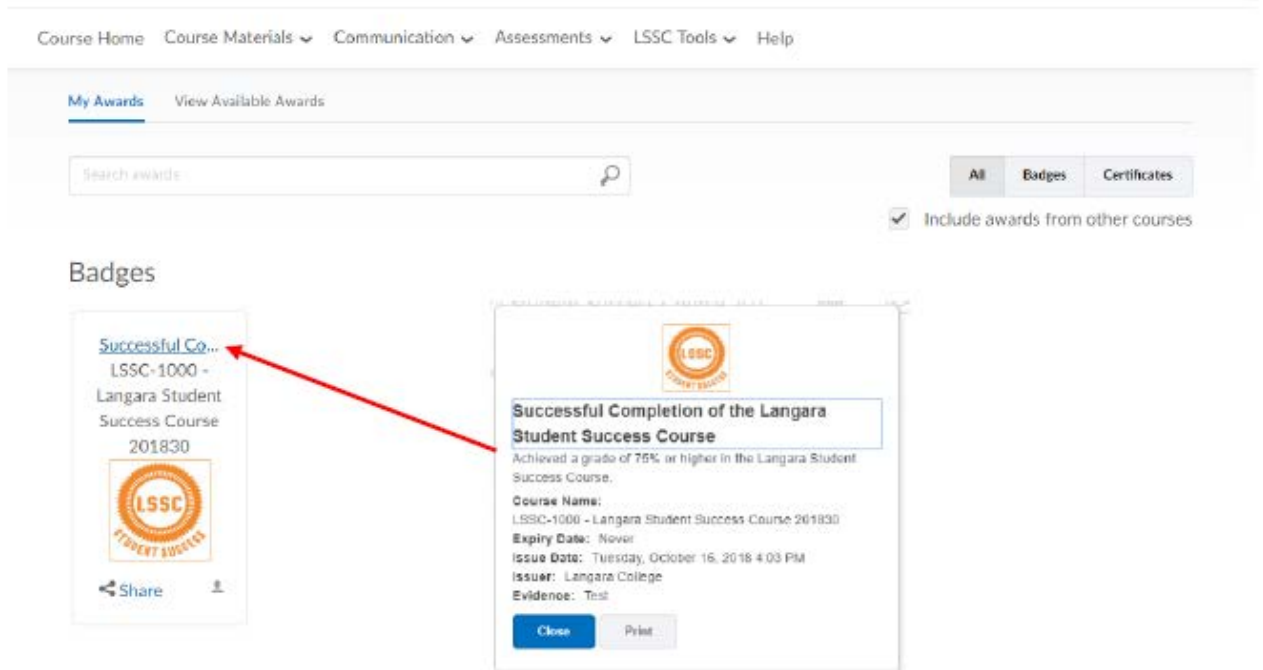 Course Home Course Materials Communication Assessments LSSC Tools Help
My Awards View Available Awards
Search awards
All Badges Certificates
Include awards from other courses
Badges
Successful Co...
LSSC-1000 -
Langara Student
Success Course
201830
LSSC
STUDENT SUCCESS
Share
LSSC
STUDENT SUCCESS
Successful Completion of the Langara
Student Success Course
Achieved a grade of 75% or higher in the Langara Student
Success Course.
Course Name:
LSSC-1000 - Langara Student Success Course 201830
Expiry Date: Never
Issue Date: Tuesday, October 16, 2018 4:03 PM
Issuer: Langara College
Evidence: Test
Close Print